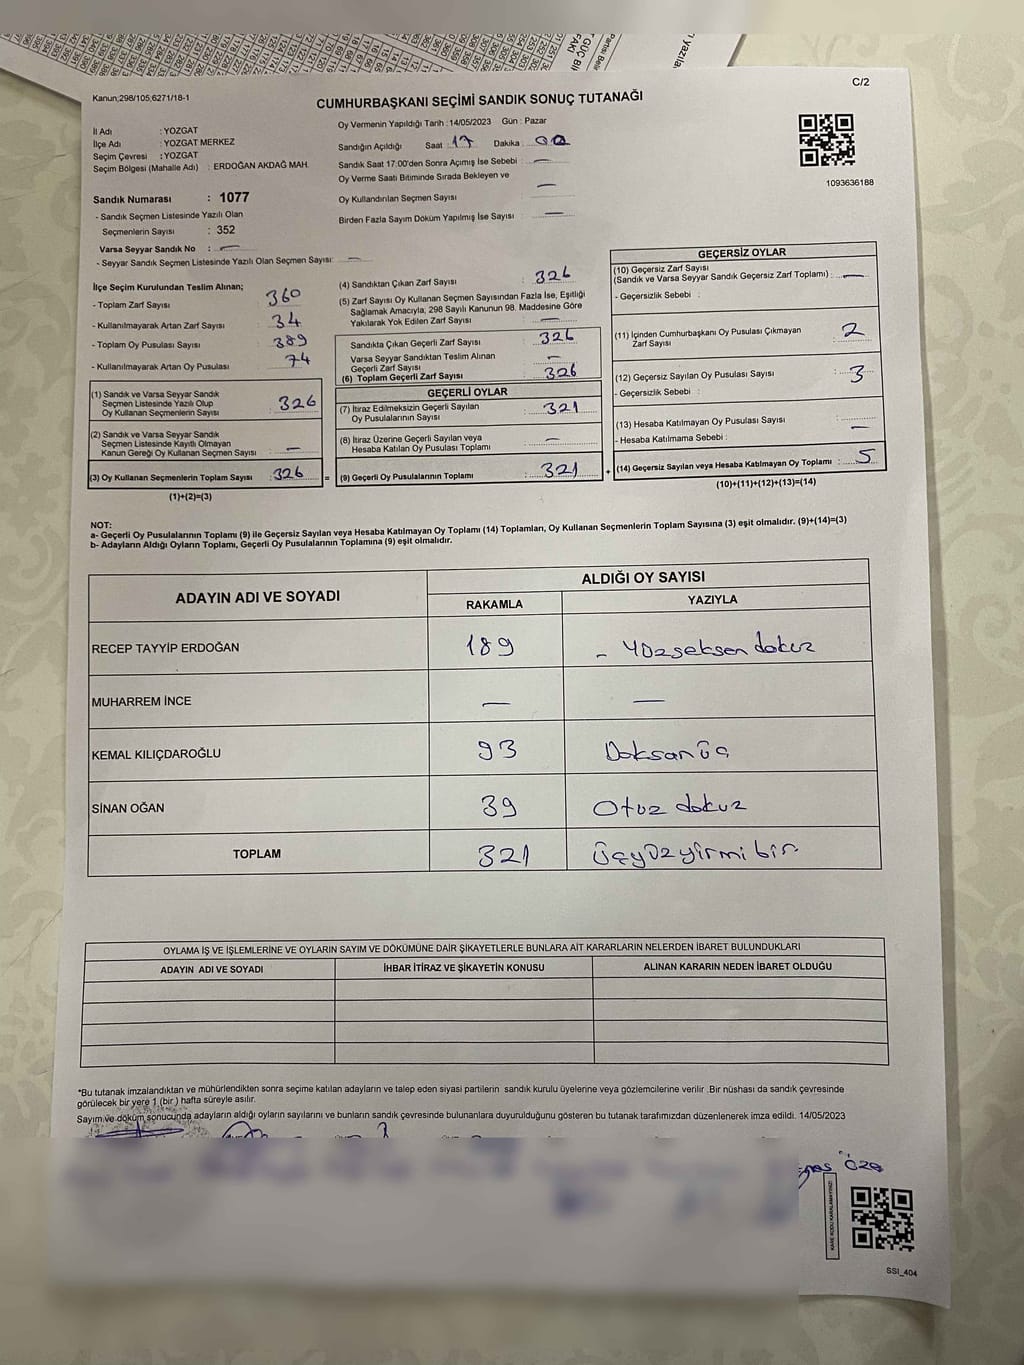 C/2
Kanun;298/105;6271/18-1
CUMHURBAŞKANI SEÇİMİ SANDIK SONUÇ TUTANAĞI
İl Adı : YOZGAT
İlçe Adı : YOZGAT MERKEZ
Seçim Çevresi : YOZGAT
Seçim Bölgesi (Mahalle Adı) : ERDOĞAN AKDAĞ MAH.
Sandık Numarası : 1077
- Sandık Seçmen Listesinde Yazılı Olan
Seçmenlerin Sayısı : 352
Varsa Seyyar Sandık No : —
- Seyyar Sandık Seçmen Listesinde Yazılı Olan Seçmen Sayısı: —
Oy Vermenin Yapıldığı Tarih :14/05/2023 Gün : Pazar
Sandığın Açıldığı Saat 17 Dakika 00
Sandık Saat 17:00'den Sonra Açımış İse Sebebi : —
Oy Verme Saati Bitiminde Sırada Bekleyen ve
Oy Kullandırılan Seçmen Sayısı : —
Birden Fazla Sayım Döküm Yapılmış İse Sayısı : —
1093636188
İlçe Seçim Kurulundan Teslim Alınan;
- Toplam Zarf Sayısı : 360
- Kullanılmayarak Artan Zarf Sayısı : 34
- Toplam Oy Pusulası Sayısı : 389
- Kullanılmayarak Artan Oy Pusulası : 74
(1) Sandık ve Varsa Seyyar Sandık
Seçmen Listesinde Yazılı Olup
Oy Kullanan Seçmenlerin Sayısı : 326
(2) Sandık ve Varsa Seyyar Sandık
Seçmen Listesinde Kayıtlı Olmayan
Kanun Gereği Oy Kullanan Seçmen Sayısı : —
(3) Oy Kullanan Seçmenlerin Toplam Sayısı : 326
(1)+(2)=(3)
(4) Sandıktan Çıkan Zarf Sayısı : 326
(5) Zarf Sayısı Oy Kullanan Seçmen Sayısından Fazla İse, Eşitliği
Sağlamak Amacıyla; 298 Sayılı Kanunun 98. Maddesine Göre
Yakılarak Yok Edilen Zarf Sayısı : —
Sandıkta Çıkan Geçerli Zarf Sayısı : 326
Varsa Seyyar Sandıktan Teslim Alınan
Geçerli Zarf Sayısı : —
(6) Toplam Geçerli Zarf Sayısı : 326
GEÇERLİ OYLAR
(7) İtiraz Edilmeksizin Geçerli Sayılan
Oy Pusulalarının Sayısı : 321
(8) İtiraz Üzerine Geçerli Sayılan veya
Hesaba Katılan Oy Pusulası Toplamı : —
= (9) Geçerli Oy Pusulalarının Toplamı : 321
GEÇERSİZ OYLAR
(10) Geçersiz Zarf Sayısı
(Sandık ve Varsa Seyyar Sandık Geçersiz Zarf Toplamı) : —
- Geçersizlik Sebebi :
(11) İçinden Cumhurbaşkanı Oy Pusulası Çıkmayan
Zarf Sayısı : 2
(12) Geçersiz Sayılan Oy Pusulası Sayısı : 3
- Geçersizlik Sebebi :
(13) Hesaba Katılmayan Oy Pusulası Sayısı : —
- Hesaba Katılmama Sebebi :
+ (14) Geçersiz Sayılan veya Hesaba Katılmayan Oy Toplamı : 5
(10)+(11)+(12)+(13)=(14)
NOT:
a- Geçerli Oy Pusulalarının Toplamı (9) ile Geçersiz Sayılan veya Hesaba Katılmayan Oy Toplamı (14) Toplamları, Oy Kullanan Seçmenlerin Toplam Sayısına (3) eşit olmalıdır. (9)+(14)=(3)
b- Adayların Aldığı Oyların Toplamı, Geçerli Oy Pusulalarının Toplamına (9) eşit olmalıdır.
ADAYIN ADI VE SOYADI ALDIĞI OY SAYISI
RAKAMLA YAZIYLA
RECEP TAYYİP ERDOĞAN 189 - Yüzseksen dokuz
MUHARREM İNCE — —
KEMAL KILIÇDAROĞLU 93 Doksan üç
SİNAN OĞAN 39 Otuz dokuz
TOPLAM 321 Üçyüzyirmi bir
OYLAMA İŞ VE İŞLEMLERİNE VE OYLARIN SAYIM VE DÖKÜMÜNE DAİR ŞİKAYETLERLE BUNLARA AİT KARARLARIN NELERDEN İBARET BULUNDUKLARI
ADAYIN ADI VE SOYADI İHBAR İTİRAZ VE ŞİKAYETİN KONUSU ALINAN KARARIN NEDEN İBARET OLDUĞU
*Bu tutanak imzalandıktan ve mühürlendikten sonra seçime katılan adayların ve talep eden siyasi partilerin sandık kurulu üyelerine veya gözlemcilerine verilir .Bir nüshası da sandık çevresinde
görülecek bir yere 1 (bir ) hafta süreyle asılır.
Sayım ve döküm sonucunda adayların aldığı oyların sayılarını ve bunların sandık çevresinde bulunanlara duyurulduğunu gösteren bu tutanak tarafımızdan düzenlenerek imza edildi. 14/05/2023
KARE KODU KARALAMAYINIZ!
SSI_404